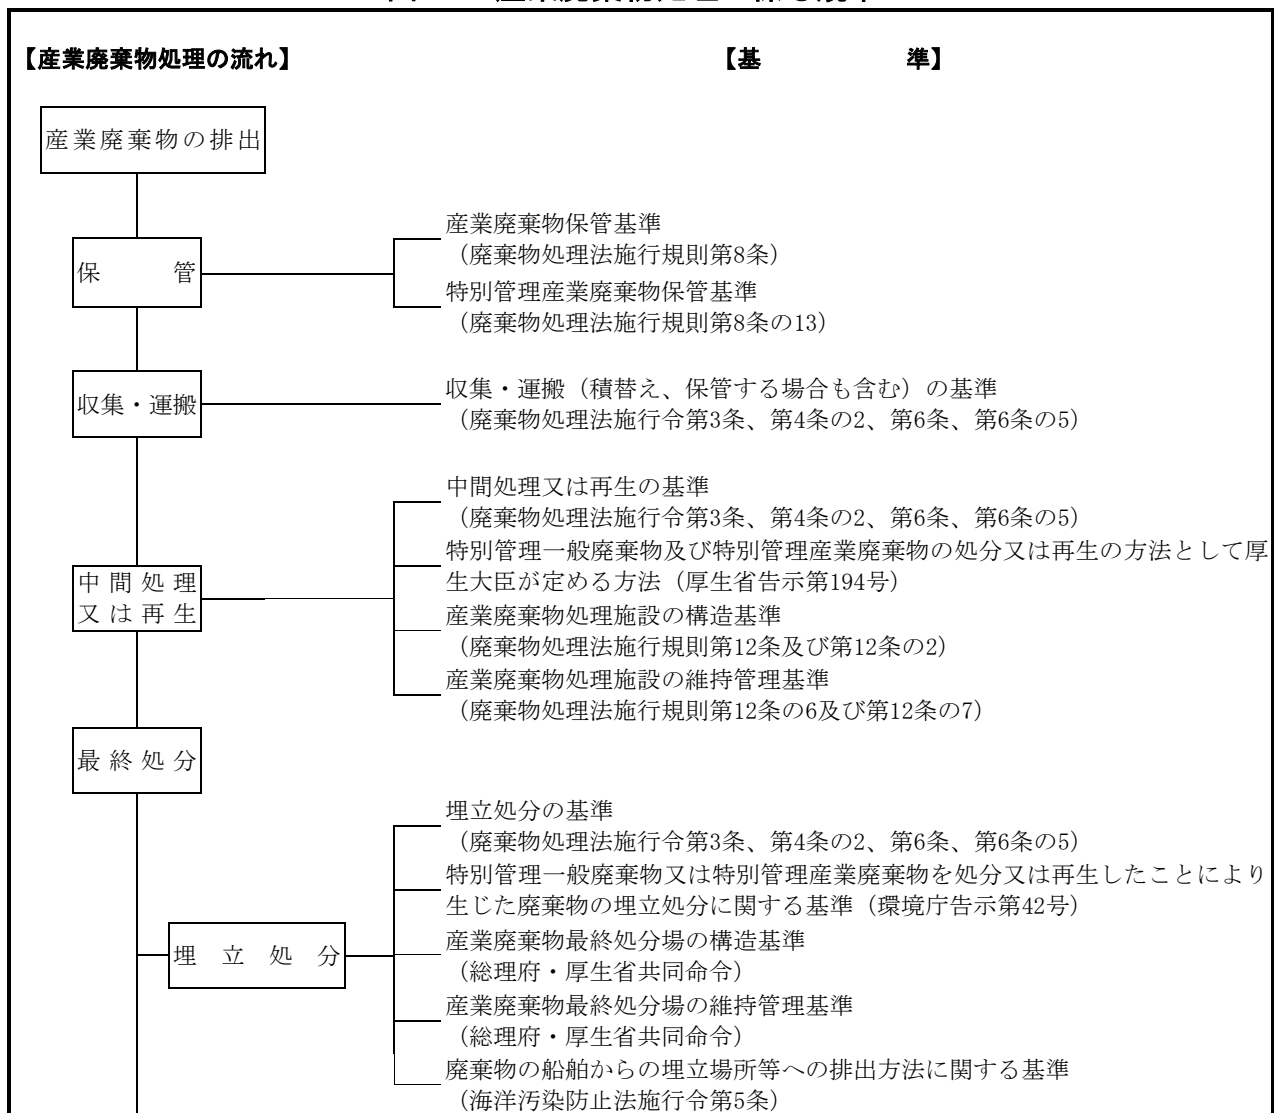 【産業廃棄物処理の流れ】
【基　　　準】
産業廃棄物の排出
保　　管
産業廃棄物保管基準
（廃棄物処理法施行規則第8条）
特別管理産業廃棄物保管基準
（廃棄物処理法施行規則第8条の13）
収集・運搬
収集・運搬（積替え、保管する場合も含む）の基準
（廃棄物処理法施行令第3条、第4条の2、第6条、第6条の5）
中間処理
又は再生
中間処理又は再生の基準
（廃棄物処理法施行令第3条、第4条の2、第6条、第6条の5）
特別管理一般廃棄物及び特別管理産業廃棄物の処分又は再生の方法として厚
生大臣が定める方法（厚生省告示第194号）
産業廃棄物処理施設の構造基準
（廃棄物処理法施行規則第12条及び第12条の2）
産業廃棄物処理施設の維持管理基準
（廃棄物処理法施行規則第12条の6及び第12条の7）
最終処分
埋立処分
埋立処分の基準
（廃棄物処理法施行令第3条、第4条の2、第6条、第6条の5）
特別管理一般廃棄物又は特別管理産業廃棄物を処分又は再生したことにより
生じた廃棄物の埋立処分に関する基準（環境庁告示第42号）
産業廃棄物最終処分場の構造基準
（総理府・厚生省共同命令）
産業廃棄物最終処分場の維持管理基準
（総理府・厚生省共同命令）
廃棄物の船舶からの埋立場所等への排出方法に関する基準
（海洋汚染防止法施行令第5条）